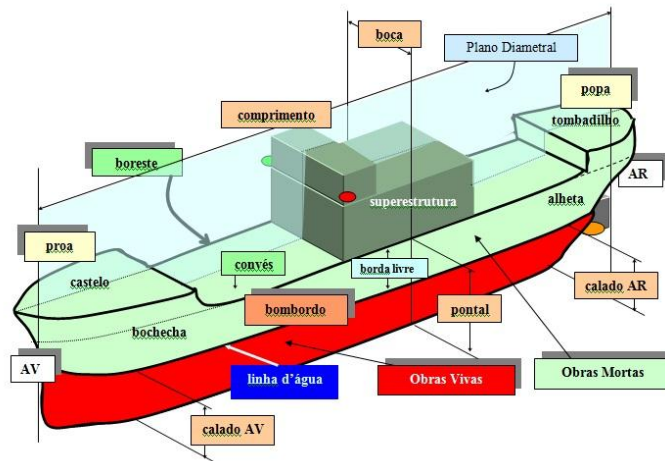 boca
Plano Diametral
popa
comprimento
tombadilho
boreste
AR
superestrutura
alheta
proa
convés
borda livre
castelo
calado AR
bombordo
pontal
bochecha
AV
linha d'água
Obras Vivas
Obras Mortas
calado AV